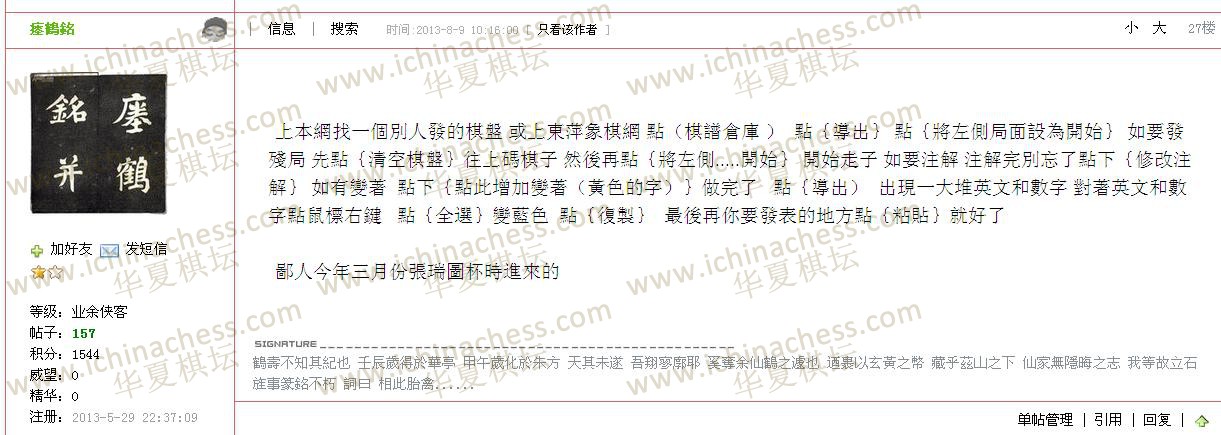 瘞鶴銘
| 信息 | 搜索 时间:2013-8-9 10:16:00 [ 只看该作者 ] 小 大 27楼
銘 瘞
并 鶴
上本網找一個別人發的棋盤 或上東萍象棋網 點（棋譜倉庫 ） 點｛導出｝ 點｛將左側局面設為開始｝ 如要發
殘局 先點｛清空棋盤｝往上碼棋子 然後再點｛將左側.....開始｝ 開始走子 如要注解 注解完別忘了點下｛修改注
解｝ 如有變著 點下｛點此增加變著（黃色的字）｝做完了 點｛導出） 出現一大堆英文和數字 對著英文和數
字點鼠標右鍵 點｛全選｝變藍色 點｛復製｝ 最後再你要發表的地方點｛粘貼｝就好了
鄙人今年三月份張瑞圖杯時進來的
加好友 发短信
等级: 业余侠客
帖子: 157
积分: 1544
威望: 0
精华: 0
注册: 2013-5-29 22:37:09
SIGNATURE
鶴壽不知其紀也 壬辰歲得於華亭 甲午歲化於朱方 天其未遂 吾翔寥廓耶 奚奪余仙鶴之遽也 迺裹以玄黃之幣 藏乎茲山之下 仙家無隱晦之志 我等故立石
旌事篆銘不朽 詞曰 相此胎禽......
单帖管理 | 引用 | 回复 |
www.ichinachess.com
华夏棋坛